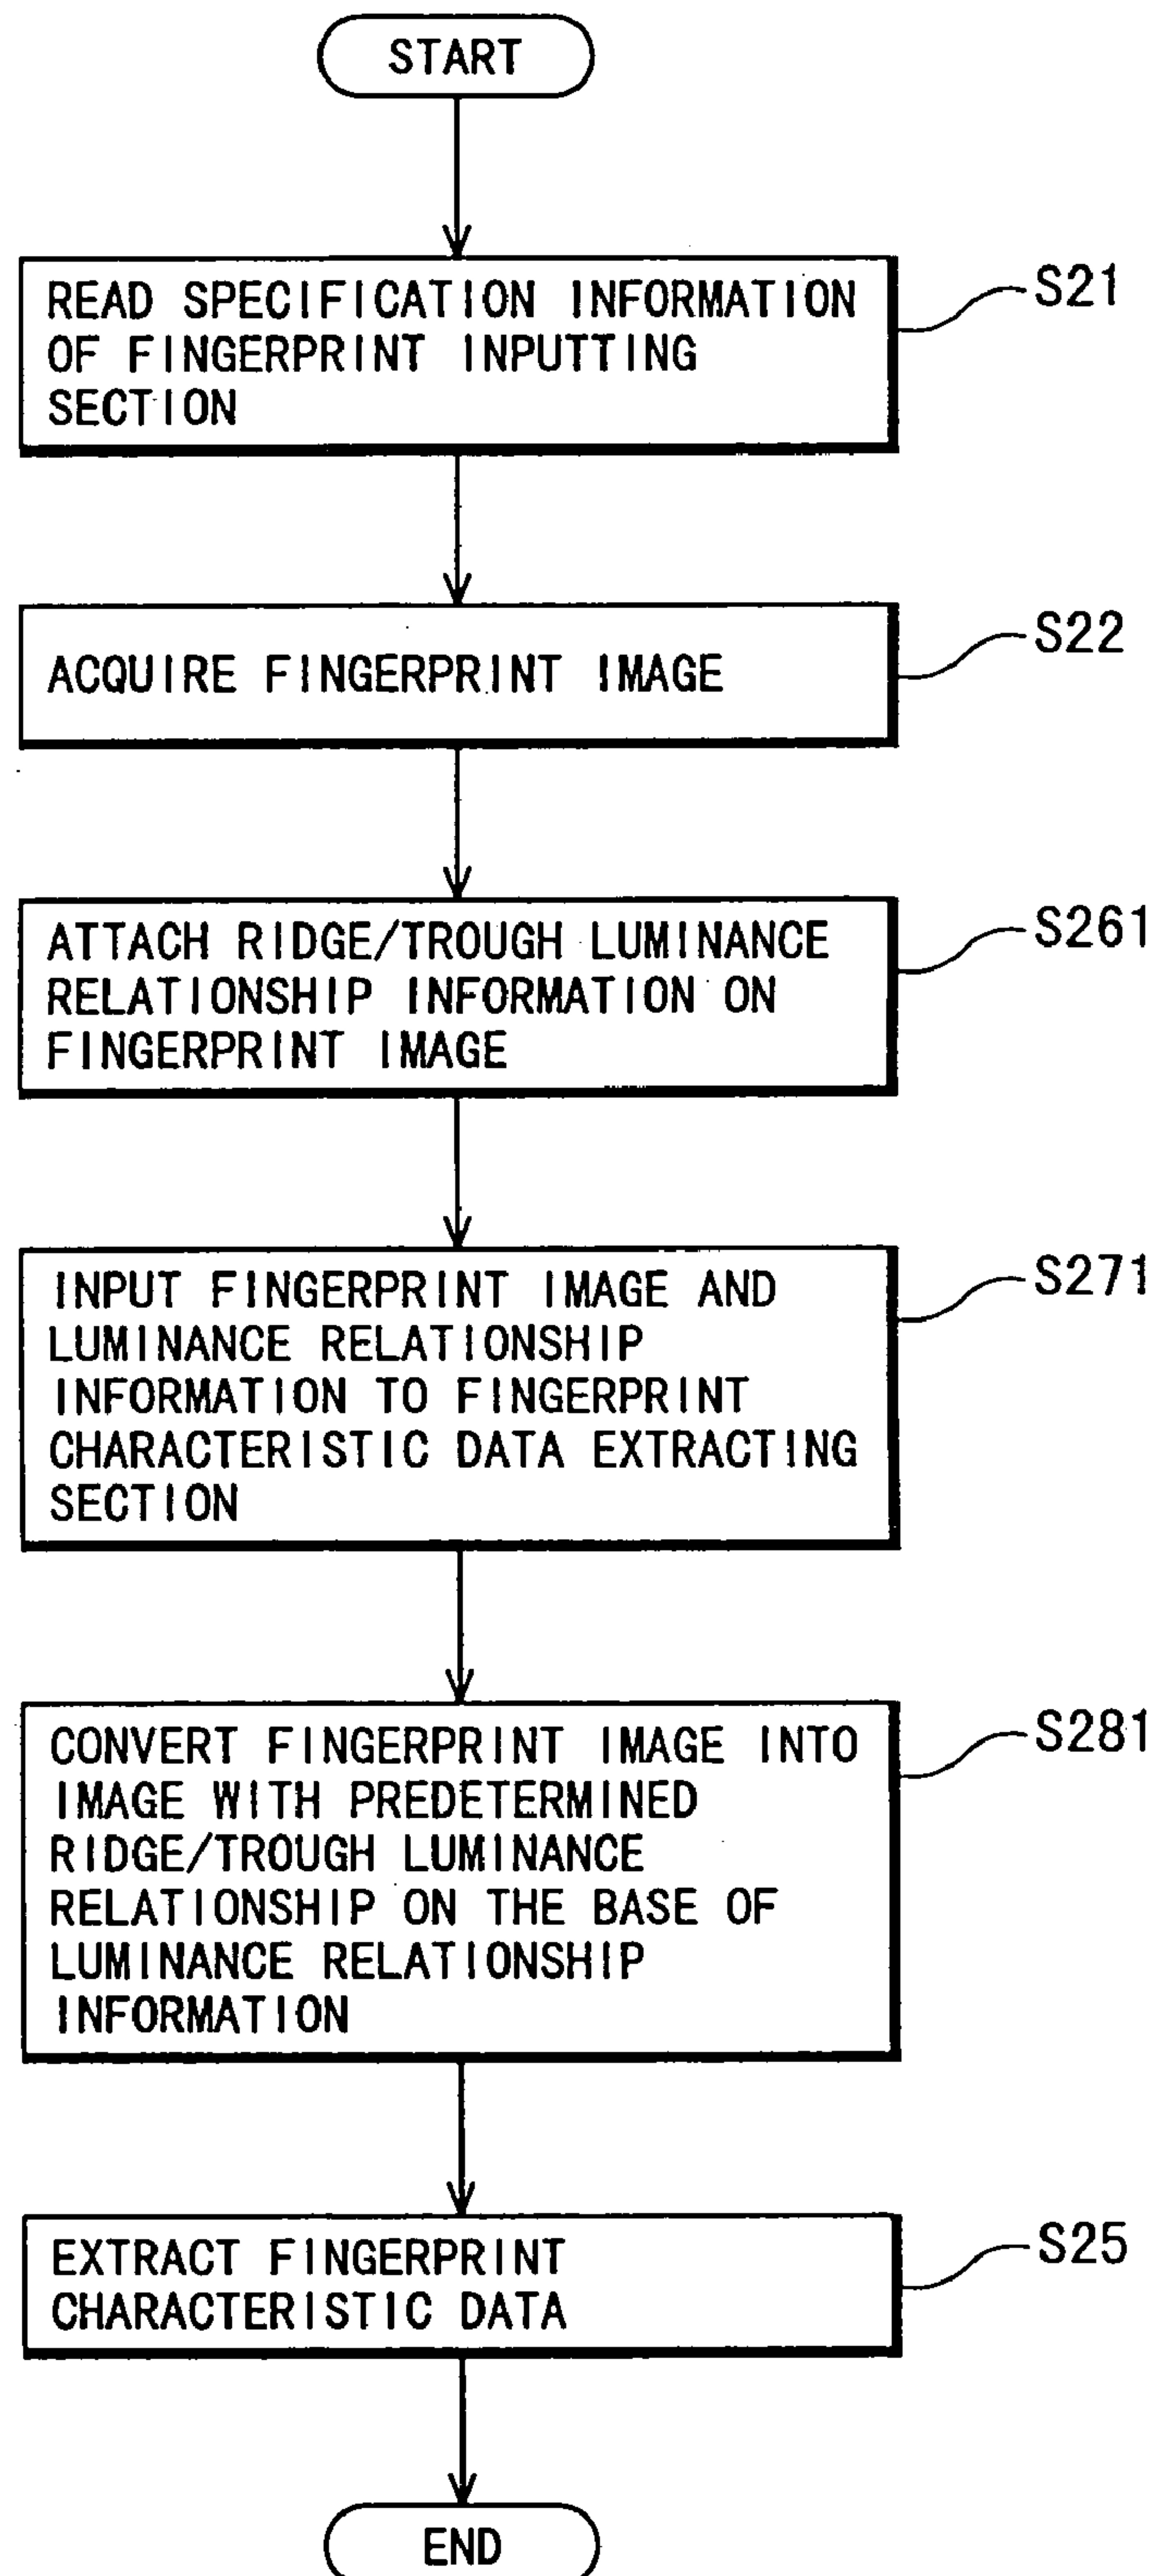 START
READ SPECIFICATION INFORMATION
OF FINGERPRINT INPUTTING
SECTION
S21
ACQUIRE FINGERPRINT IMAGE
S22
ATTACH RIDGE/TROUGH LUMINANCE
RELATIONSHIP INFORMATION ON
FINGERPRINT IMAGE
S261
INPUT FINGERPRINT IMAGE AND
LUMINANCE RELATIONSHIP
INFORMATION TO FINGERPRINT
CHARACTERISTIC DATA EXTRACTING
SECTION
S271
CONVERT FINGERPRINT IMAGE INTO
IMAGE WITH PREDETERMINED
RIDGE/TROUGH LUMINANCE
RELATIONSHIP ON THE BASE OF
LUMINANCE RELATIONSHIP
INFORMATION
S281
EXTRACT FINGERPRINT
CHARACTERISTIC DATA
S25
END